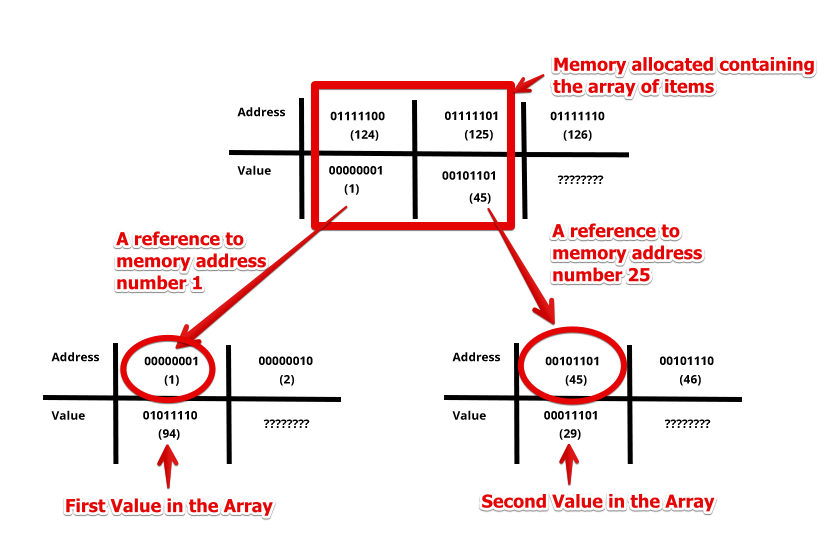 Memory allocated containing
the array of items
Address 01111100 01111101 01111110
(124) (125) (126)
Value 00000001 00101101 ????????
(1) (45)
A reference to
memory address
number 1
A reference to
memory address
number 25
Address 00000001 00000010
(1) (2)
Value 01011110 ????????
(94)
First Value in the Array
Address 00101101 00101110
(45) (46)
Value 00011101 ????????
(29)
Second Value in the Array